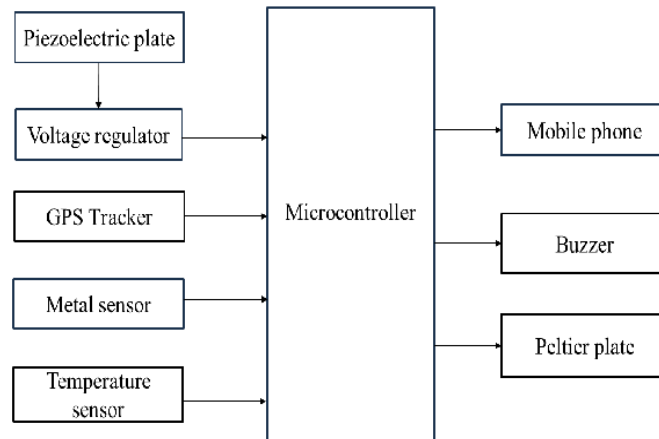 Piezoelectric plate
Voltage regulator
GPS Tracker
Metal sensor
Temperature
sensor
Microcontroller
Mobile phone
Buzzer
Peltier plate